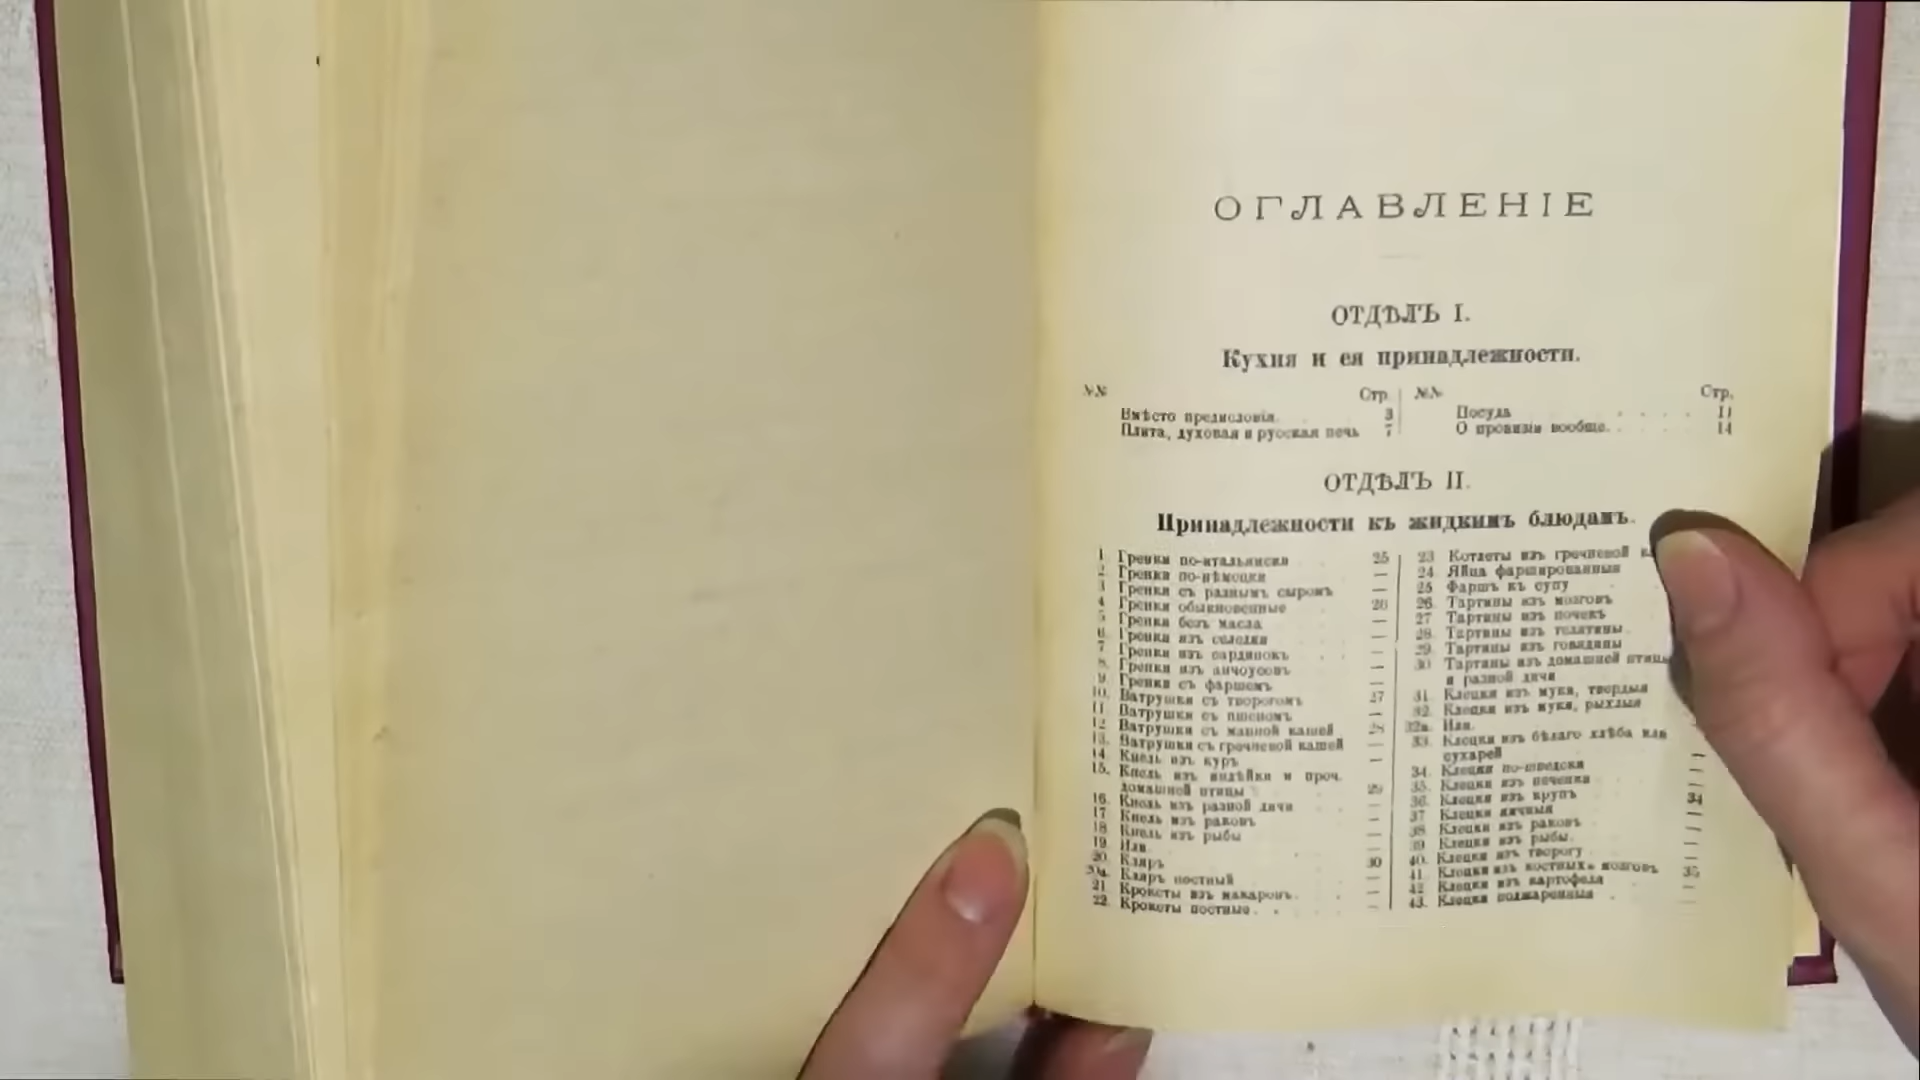 ОГЛАВЛЕНІЕ
ОТДѢЛЪ I.
Кухня и ея принадлежности.
№№ Стр.
Вмѣсто предисловія. 3
Плита, духовая и русская печь 7
№№ Стр.
Посуда 11
О провизіи вообще. 14
ОТДѢЛЪ II.
Принадлежности къ жидкимъ блюдамъ.
1. Гренки по-итальянски 25
2. Гренки по-нѣмецки —
3. Гренки съ разнымъ сыромъ —
4. Гренки обыкновенные 26
5. Гренки безъ масла —
6. Гренки изъ селедки —
7. Гренки изъ сардинокъ —
8. Гренки изъ анчоусовъ —
9. Гренки съ фаршемъ —
10. Ватрушки съ творогомъ 27
11. Ватрушки съ пшеномъ —
12. Ватрушки съ манной кашей 28
13. Ватрушки съ гречневой кашей —
14. Кнель изъ куръ —
15. Кнель изъ индѣйки и проч.
домашней птицы 29
16. Кнель изъ разной дичи —
17. Кнель изъ раковъ —
18. Кнель изъ рыбы —
19. Или —
20. Кляръ 30
20а. Кляръ постный —
21. Крокеты изъ макаронъ. —
22. Крокеты постные. —
23. Котлеты изъ гречневой
24. Яйца фаршированныя
25. Фаршъ къ супу
26. Тартины изъ мозговъ
27. Тартины изъ почекъ
28. Тартины изъ телятины.
29. Тартины изъ говядины
30. Тартины изъ домашней птицы
и разной дичи
31. Клецки изъ муки, твердыя
32. Клецки изъ муки, рыхлыя
32а. Или.
33. Клецки изъ бѣлаго хлѣба или
сухарей —
34. Клецки по-шведски —
35. Клецки изъ печенки —
36. Клецки изъ крупъ 34
37. Клецки яичныя —
38. Клецки изъ раковъ —
39. Клецки изъ рыбы. —
40. Клецки изъ творогу —
41. Клецки изъ костныхъ мозговъ 35
42. Клецки изъ картофеля —
43. Клецки поджаренныя —